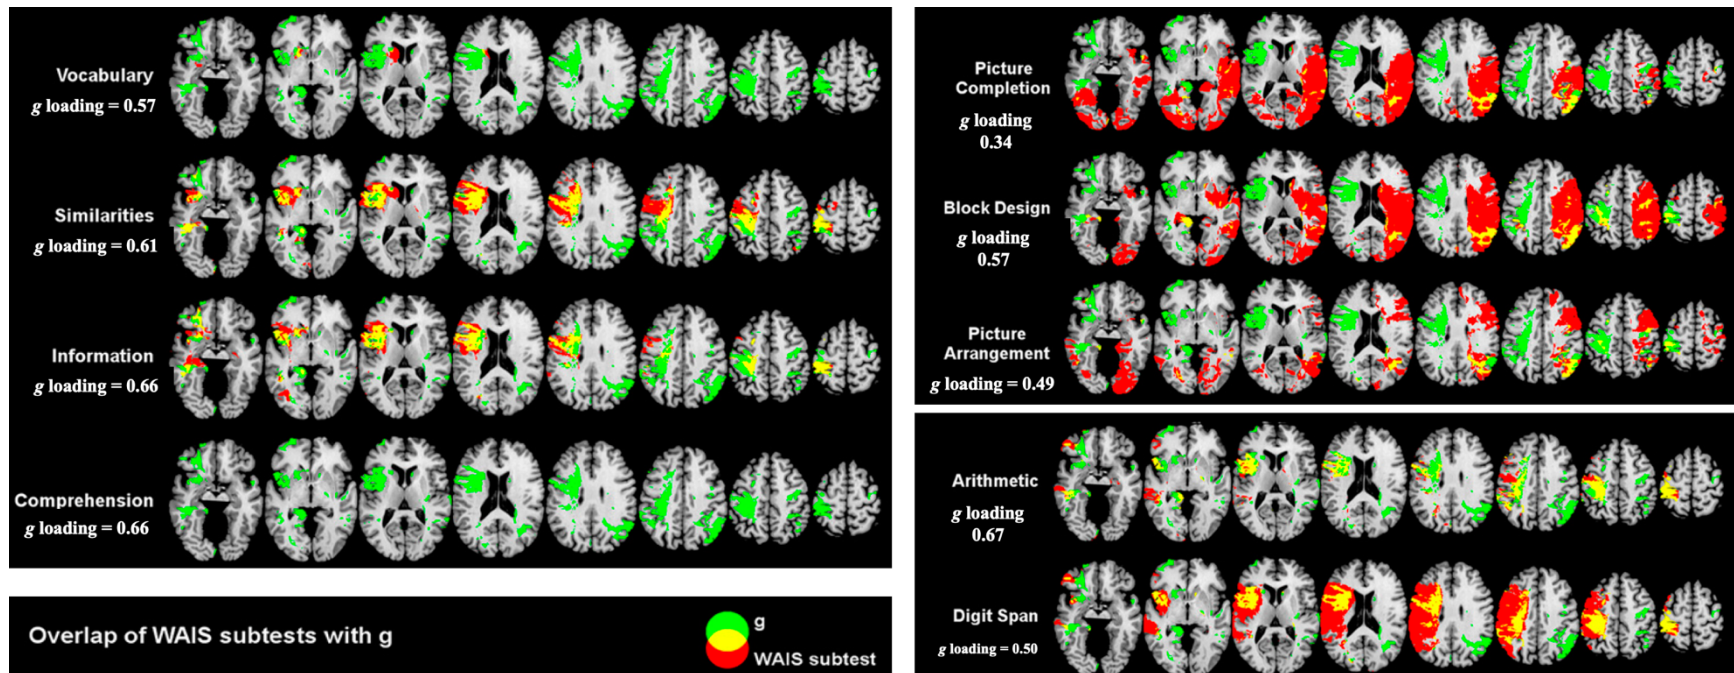 Vocabulary
g loading = 0.57
Similarities
g loading = 0.61
Information
g loading = 0.66
Comprehension
g loading = 0.66
Overlap of WAIS subtests with g
g
WAIS subtest
Picture
Completion
g loading
0.34
Block Design
g loading
0.57
Picture
Arrangement
g loading = 0.49
Arithmetic
g loading
0.67
Digit Span
g loading = 0.50